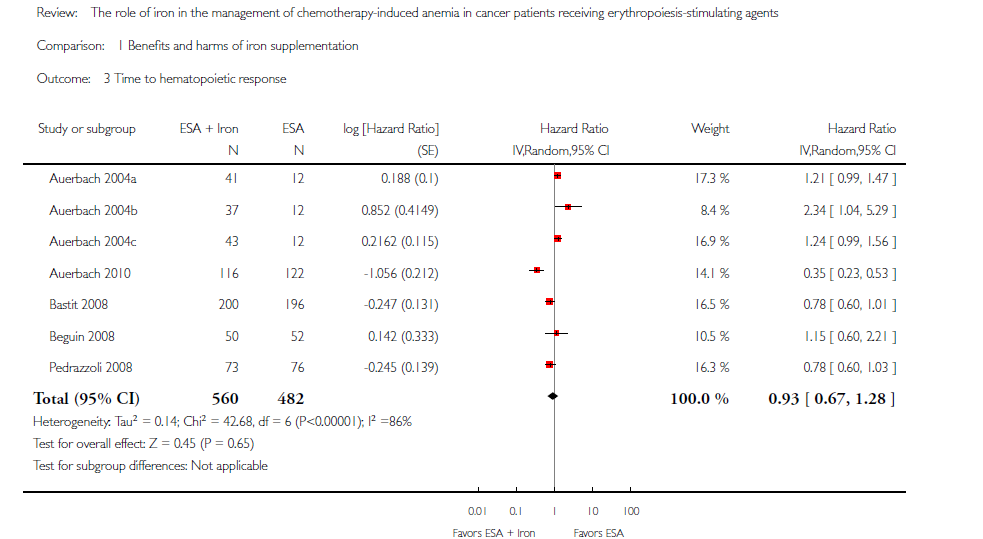 Review: The role of iron in the management of chemotherapy-induced anemia in cancer patients receiving erythropoiesis-stimulating agents
Comparison: 1 Benefits and harms of iron supplementation
Outcome: 3 Time to hematopoietic response
Study or subgroup ESA + Iron ESA log [Hazard Ratio] Hazard Ratio Weight Hazard Ratio
N N (SE) IV,Random,95% CI IV,Random,95% CI
Auerbach 2004a 41 12 0.188 (0.1) 17.3 % 1.21 [ 0.99, 1.47 ]
Auerbach 2004b 37 12 0.852 (0.4149) 8.4 % 2.34 [ 1.04, 5.29 ]
Auerbach 2004c 43 12 0.2162 (0.115) 16.9 % 1.24 [ 0.99, 1.56 ]
Auerbach 2010 116 122 -1.056 (0.212) 14.1 % 0.35 [ 0.23, 0.53 ]
Bastit 2008 200 196 -0.247 (0.131) 16.5 % 0.78 [ 0.60, 1.01 ]
Beguin 2008 50 52 0.142 (0.333) 10.5 % 1.15 [ 0.60, 2.21 ]
Pedrazzoli 2008 73 76 -0.245 (0.139) 16.3 % 0.78 [ 0.60, 1.03 ]
Total (95% CI) 560 482 100.0 % 0.93 [ 0.67, 1.28 ]
Heterogeneity: Tau² = 0.14; Chi² = 42.68, df = 6 (P<0.00001); I² =86%
Test for overall effect: Z = 0.45 (P = 0.65)
Test for subgroup differences: Not applicable
0.01 0.1 1 10 100
Favors ESA + Iron Favors ESA